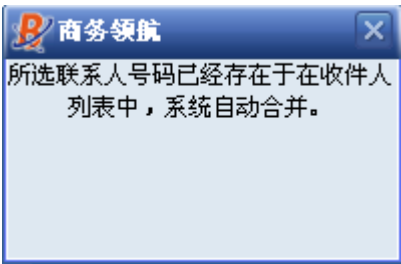 商务领航
所选联系人号码已经存在于在收件人
列表中，系统自动合并。